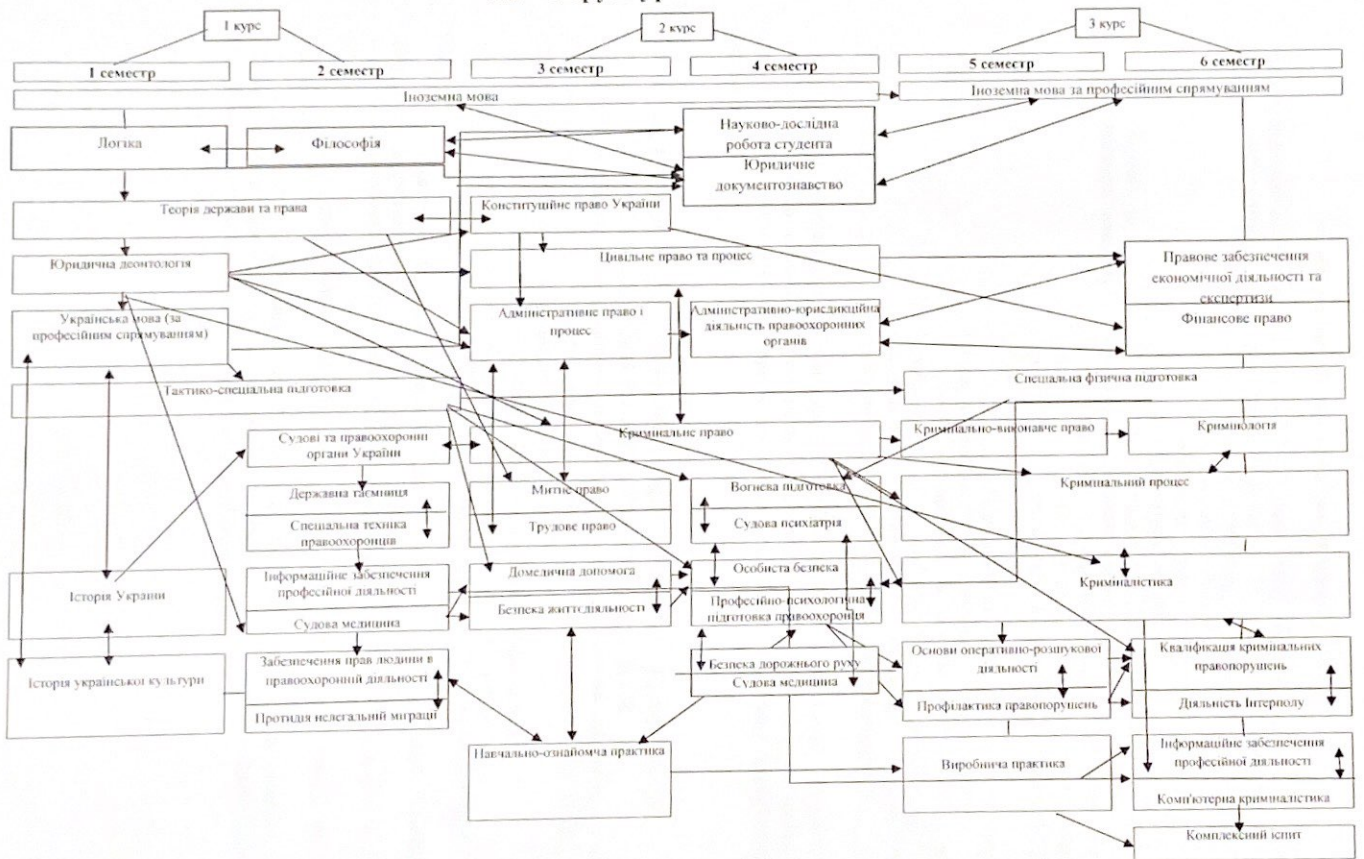 1 курс
2 курс
3 курс
1 семестр
2 семестр
3 семестр
4 семестр
5 семестр
6 семестр
Іноземна мова
Іноземна мова за професійним спрямуванням
Логіка
Філософія
Науково-дослідна
робота студента
Юридичне
документознавство
Теорія держави та права
Конституційне право України
Юридична деонтологія
Цивільне право та процес
Правове забезпечення
економічної діяльності та
експертизи
Фінансове право
Українська мова (за
професійним спрямуванням)
Адміністративне право і
процес
Адміністративно-юрисдикційна
діяльність правоохоронних
органів
Тактико-спеціальна підготовка
Спеціальна фізична підготовка
Судові та правоохоронні
органи України
Кримінальне право
Кримінально-виконавче право
Кримінологія
Державна таємниця
Спеціальна техніка
правоохоронців
Митне право
Трудове право
Вогнева підготовка
Судова психіатрія
Кримінальний процес
Історія України
Інформаційне забезпечення
професійної діяльності
Судова медицина
Домедична допомога
Безпека життєдіяльності
Особиста безпека
Професійно-психологічна
підготовка правоохоронця
Криміналістика
Історія української культури
Забезпечення прав людини в
правоохоронній діяльності
Протидія нелегальній міграції
Безпека дорожнього руху
Судова медицина
Основи оперативно-розшукової
діяльності
Профілактика правопорушень
Кваліфікація кримінальних
правопорушень
Діяльність Інтерполу
Навчально-ознайомча практика
Виробнича практика
Інформаційне забезпечення
професійної діяльності
Комп'ютерна криміналістика
Комплексний іспит